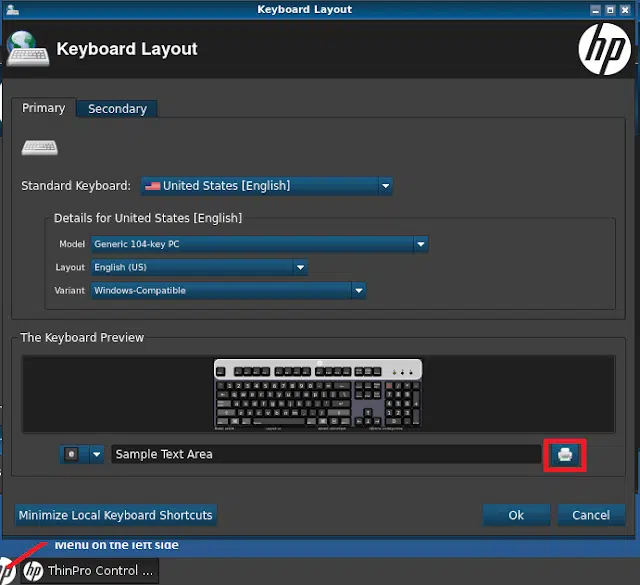 Keyboard Layout
Keyboard Layout
hp
Primary
Secondary
Standard Keyboard: United States [English]
Details for United States [English]
Model Generic 104-key PC
Layout English (US)
Variant Windows-Compatible
The Keyboard Preview
Sample Text Area
Minimize Local Keyboard Shortcuts
Ok
Cancel
Menu on the left side
hp
hp
ThinPro Control ...